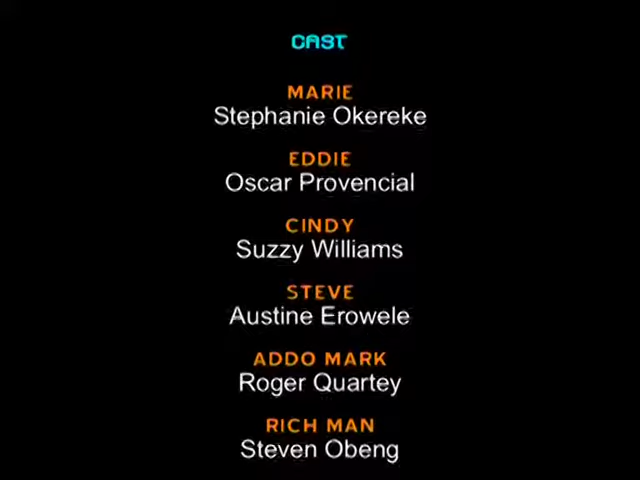 CAST
MARIE
Stephanie Okereke
EDDIE
Oscar Provencial
CINDY
Suzzy Williams
STEVE
Austine Erowele
ADDO MARK
Roger Quartey
RICH MAN
Steven Obeng